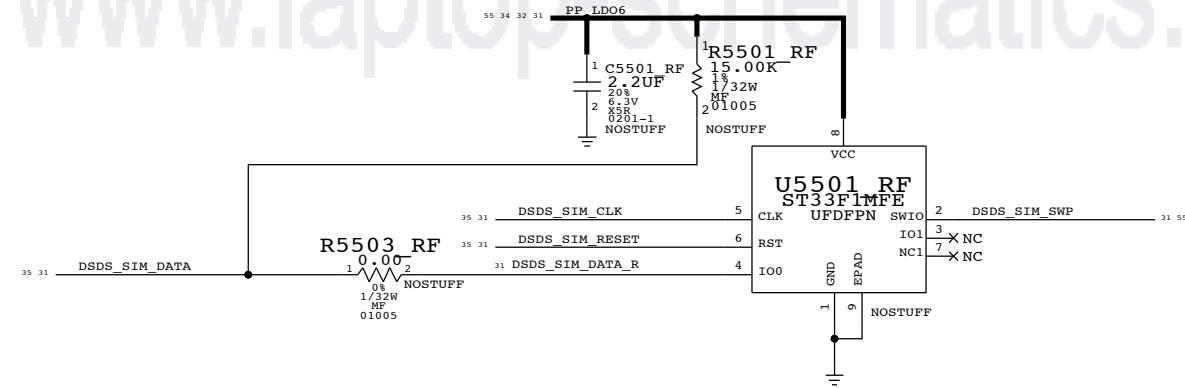 www.laptop-schematics.
55 34 32 31 PP_LDO6
1
C5501_RF
2.2UF
20%
6.3V
X5R
0201-1
2
NOSTUFF
1
R5501_RF
15.00K
1%
1/32W
MF
01005
2
NOSTUFF
8
VCC
U5501_RF
ST33F1MFE
UFDFPN
35 31 DSDS_SIM_CLK 5 CLK
SWIO 2 DSDS_SIM_SWP 31 55
IO1 3 NC
35 31 DSDS_SIM_RESET 6 RST
NC1 7 NC
R5503_RF
0.00
35 31 DSDS_SIM_DATA 1 2
31 DSDS_SIM_DATA_R 4 IO0
0%
1/32W
MF
01005
NOSTUFF
GND
EPAD
1
9
NOSTUFF